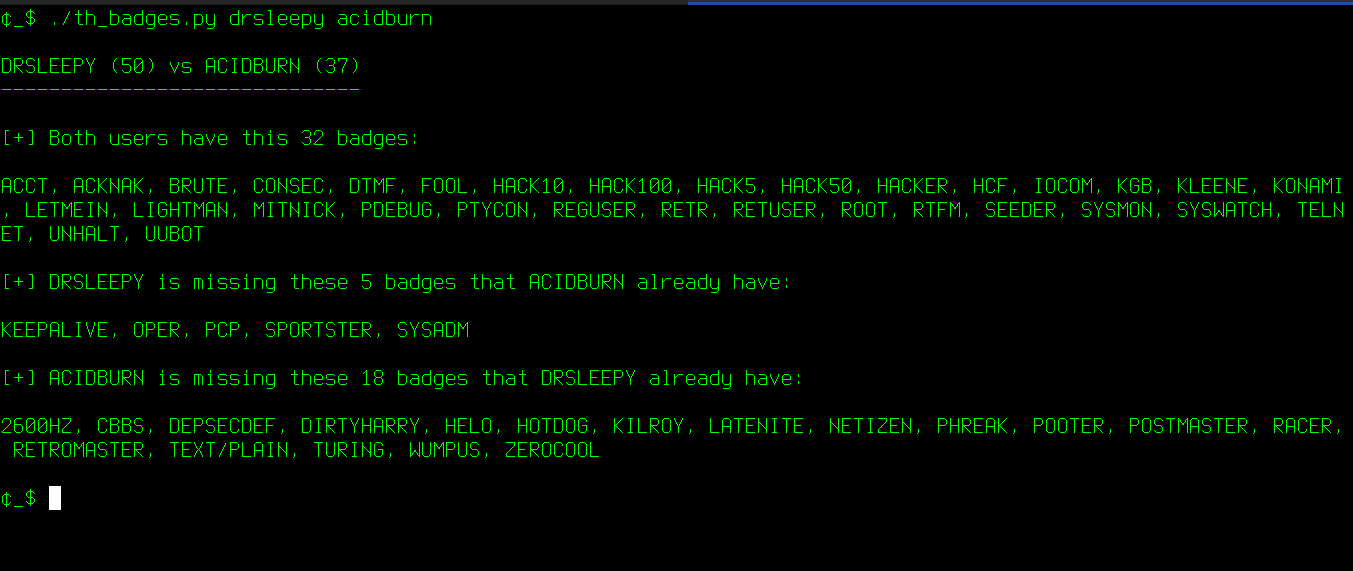 ¢_$ ./th_badges.py drsleepy acidburn
DRSLEEPY (50) vs ACIDBURN (37)
------------------------------
[+] Both users have this 32 badges:
ACCT, ACKNAK, BRUTE, CONSEC, DTMF, FOOL, HACK10, HACK100, HACK5, HACK50, HACKER, HCF, IOCOM, KGB, KLEENE, KONAMI
, LETMEIN, LIGHTMAN, MITNICK, PDEBUG, PTYCON, REGUSER, RETR, RETUSER, ROOT, RTFM, SEEDER, SYSMON, SYSWATCH, TELN
ET, UNHALT, UUBOT
[+] DRSLEEPY is missing these 5 badges that ACIDBURN already have:
KEEPALIVE, OPER, PCP, SPORTSTER, SYSADM
[+] ACIDBURN is missing these 18 badges that DRSLEEPY already have:
2600HZ, CBBS, DEPSECDEF, DIRTYHARRY, HELO, HOTDOG, KILROY, LATENITE, NETIZEN, PHREAK, POOTER, POSTMASTER, RACER,
RETROMASTER, TEXT/PLAIN, TURING, WUMPUS, ZEROCOOL
¢_$